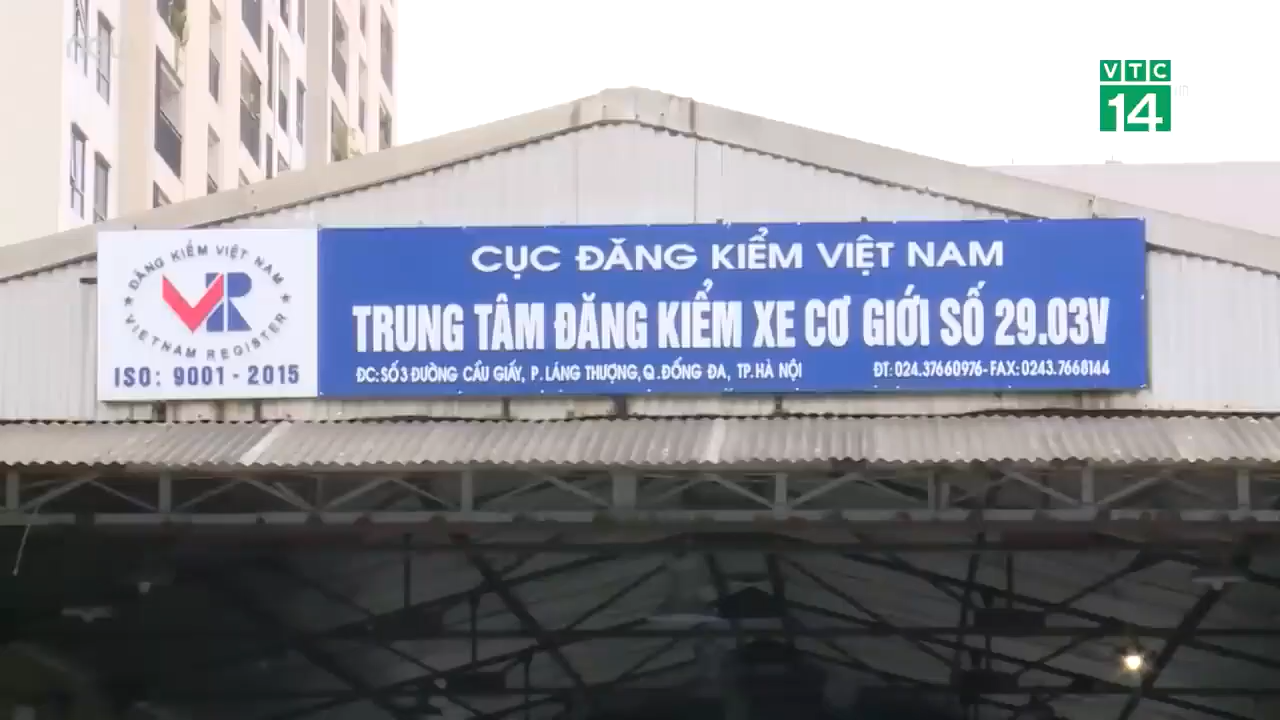 VTC
14
CỤC ĐĂNG KIỂM VIỆT NAM
TRUNG TÂM ĐĂNG KIỂM XE CƠ GIỚI SỐ 29.03V
ĐC: SỐ 3 ĐƯỜNG CẦU GIẤY, P. LÁNG THƯỢNG, Q. ĐỐNG ĐA, TP. HÀ NỘI
ĐT: 024.37660976 - FAX: 0243.7668144
ĐĂNG KIỂM VIỆT NAM
VR
VIETNAM REGISTER
ISO: 9001 - 2015